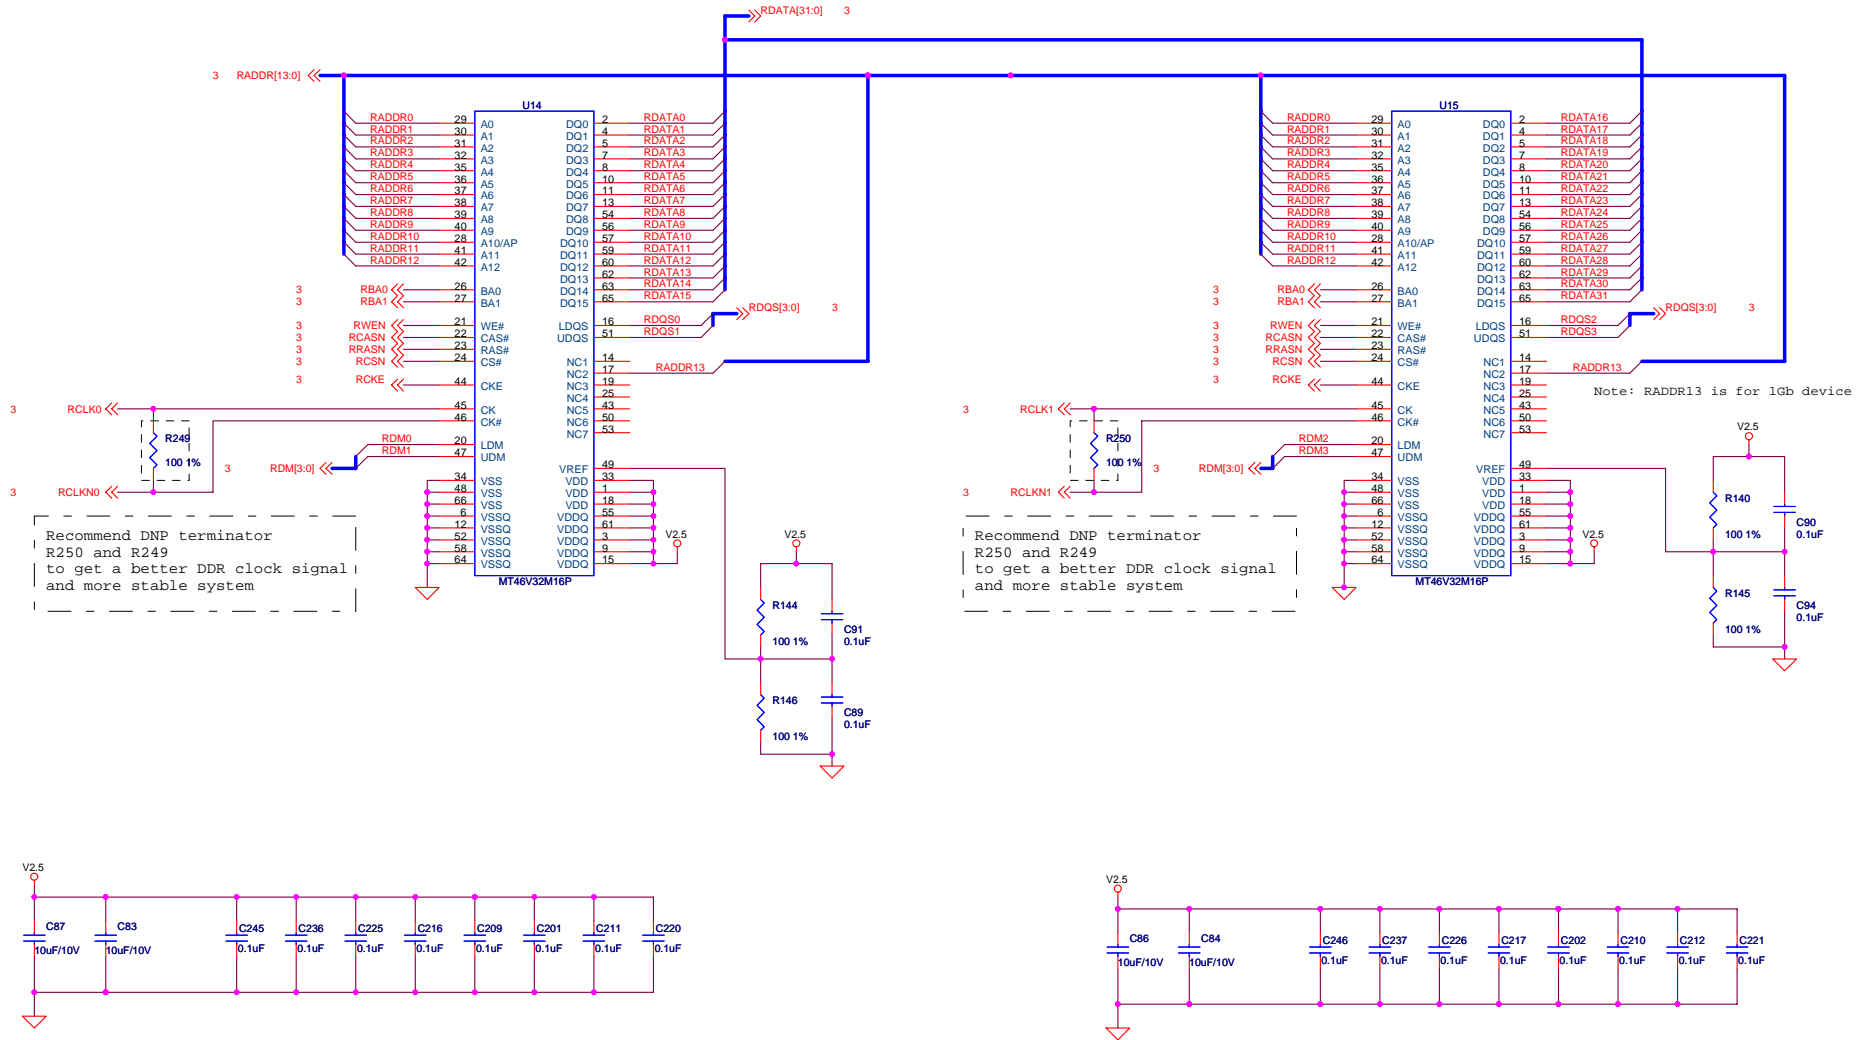 RDATA[31:0] 3
3 RADDR[13:0]
U14
RADDR0 29 A0 DQ0 2 RDATA0
RADDR1 30 A1 DQ1 4 RDATA1
RADDR2 31 A2 DQ2 5 RDATA2
RADDR3 32 A3 DQ3 7 RDATA3
RADDR4 35 A4 DQ4 8 RDATA4
RADDR5 36 A5 DQ5 10 RDATA5
RADDR6 37 A6 DQ6 11 RDATA6
RADDR7 38 A7 DQ7 13 RDATA7
RADDR8 39 A8 DQ8 54 RDATA8
RADDR9 40 A9 DQ9 56 RDATA9
RADDR10 28 A10/AP DQ10 57 RDATA10
RADDR11 41 A11 DQ11 59 RDATA11
RADDR12 42 A12 DQ12 60 RDATA12
DQ13 62 RDATA13
3 RBA0 26 BA0 DQ14 63 RDATA14
3 RBA1 27 BA1 DQ15 65 RDATA15
RDQS[3:0] 3
3 RWEN 21 WE# LDQS 16 RDQS0
3 RCASN 22 CAS# UDQS 51 RDQS1
3 RRASN 23 RAS#
3 RCSN 24 CS# NC1 14
NC2 17 RADDR13
3 RCKE 44 CKE NC3 19
NC4 25
3 RCLK0 45 CK NC5 43
46 CK# NC6 50
NC7 53
R249
100 1%
20 LDM RDM0
47 UDM RDM1
3 RDM[3:0]
VREF 49
3 RCLKN0
34 VSS VDD 33
48 VSS VDD 1
66 VSS VDD 18
6 VSSQ VDDQ 55
12 VSSQ VDDQ 61
52 VSSQ VDDQ 3
58 VSSQ VDDQ 9
64 VSSQ VDDQ 15
V2.5
MT46V32M16P
Recommend DNP terminator
R250 and R249
to get a better DDR clock signal
and more stable system
V2.5
R144
100 1%
C91
0.1uF
R146
100 1%
C89
0.1uF
U15
RADDR0 29 A0 DQ0 2 RDATA16
RADDR1 30 A1 DQ1 4 RDATA17
RADDR2 31 A2 DQ2 5 RDATA18
RADDR3 32 A3 DQ3 7 RDATA19
RADDR4 35 A4 DQ4 8 RDATA20
RADDR5 36 A5 DQ5 10 RDATA21
RADDR6 37 A6 DQ6 11 RDATA22
RADDR7 38 A7 DQ7 13 RDATA23
RADDR8 39 A8 DQ8 54 RDATA24
RADDR9 40 A9 DQ9 56 RDATA25
RADDR10 28 A10/AP DQ10 57 RDATA26
RADDR11 41 A11 DQ11 59 RDATA27
RADDR12 42 A12 DQ12 60 RDATA28
DQ13 62 RDATA29
3 RBA0 26 BA0 DQ14 63 RDATA30
3 RBA1 27 BA1 DQ15 65 RDATA31
RDQS[3:0] 3
3 RWEN 21 WE# LDQS 16 RDQS2
3 RCASN 22 CAS# UDQS 51 RDQS3
3 RRASN 23 RAS#
3 RCSN 24 CS# NC1 14
NC2 17 RADDR13
3 RCKE 44 CKE NC3 19
NC4 25
Note: RADDR13 is for 1Gb device
3 RCLK1 45 CK NC5 43
46 CK# NC6 50
NC7 53
R250
100 1%
20 LDM RDM2
47 UDM RDM3
3 RDM[3:0]
VREF 49
3 RCLKN1
34 VSS VDD 33
48 VSS VDD 1
66 VSS VDD 18
6 VSSQ VDDQ 55
12 VSSQ VDDQ 61
52 VSSQ VDDQ 3
58 VSSQ VDDQ 9
64 VSSQ VDDQ 15
V2.5
MT46V32M16P
Recommend DNP terminator
R250 and R249
to get a better DDR clock signal
and more stable system
V2.5
R140
100 1%
C90
0.1uF
R145
100 1%
C94
0.1uF
V2.5
C87 C83 C245 C236 C225 C216 C209 C201 C211 C220
10uF/10V 10uF/10V 0.1uF 0.1uF 0.1uF 0.1uF 0.1uF 0.1uF 0.1uF 0.1uF
V2.5
C86 C84 C246 C237 C226 C217 C202 C210 C212 C221
10uF/10V 10uF/10V 0.1uF 0.1uF 0.1uF 0.1uF 0.1uF 0.1uF 0.1uF 0.1uF